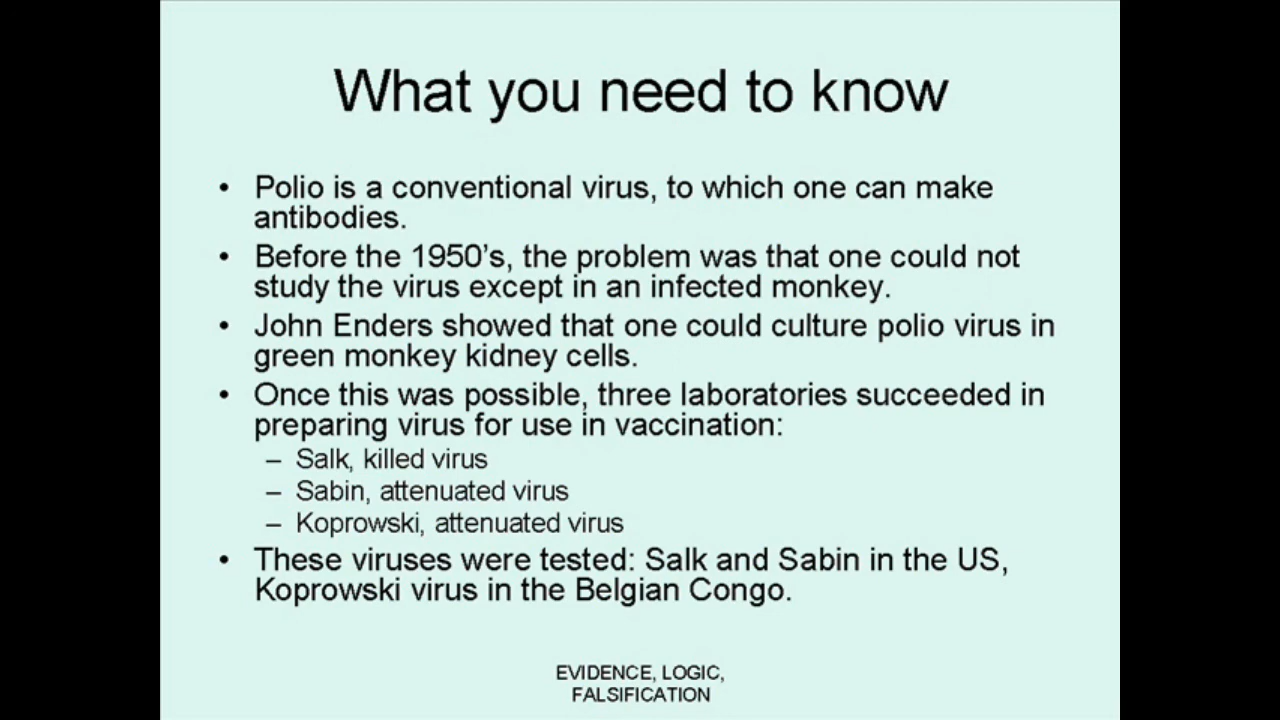 What you need to know
• Polio is a conventional virus, to which one can make
antibodies.
• Before the 1950's, the problem was that one could not
study the virus except in an infected monkey.
• John Enders showed that one could culture polio virus in
green monkey kidney cells.
• Once this was possible, three laboratories succeeded in
preparing virus for use in vaccination:
– Salk, killed virus
– Sabin, attenuated virus
– Koprowski, attenuated virus
• These viruses were tested: Salk and Sabin in the US,
Koprowski virus in the Belgian Congo.
EVIDENCE, LOGIC,
FALSIFICATION